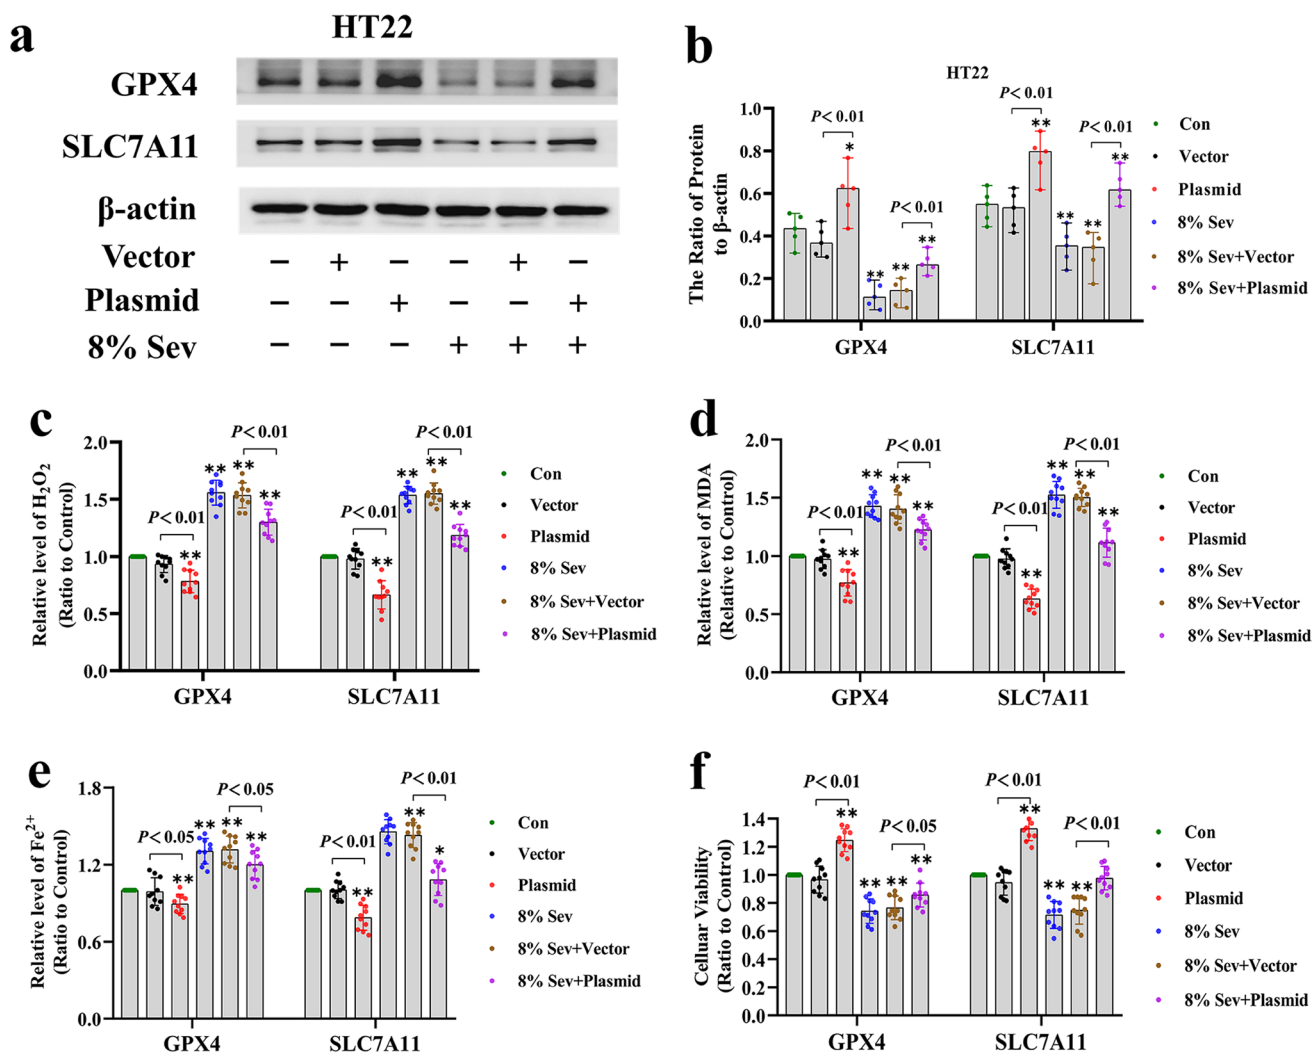 a
HT22
GPX4
SLC7A11
β-actin
Vector − + − − + −
Plasmid − − + − − +
8% Sev − − − + + +
b
HT22
The Ratio of Protein
to β-actin
1.0
0.8
0.6
0.4
0.2
0.0
P< 0.01
*
**
**
P< 0.01
**
P< 0.01
**
**
**
P< 0.01
**
GPX4
SLC7A11
Con
Vector
Plasmid
8% Sev
8% Sev+Vector
8% Sev+Plasmid
c
Relative level of H₂O₂
(Ratio to Control)
2.0
1.5
1.0
0.5
0.0
P< 0.01
**
**
**
P< 0.01
**
P< 0.01
**
**
**
P< 0.01
**
GPX4
SLC7A11
Con
Vector
Plasmid
8% Sev
8% Sev+Vector
8% Sev+Plasmid
d
Relative level of MDA
(Relative to Control)
2.0
1.5
1.0
0.5
0.0
P< 0.01
**
**
**
P< 0.01
**
P< 0.01
**
**
**
P< 0.01
**
GPX4
SLC7A11
Con
Vector
Plasmid
8% Sev
8% Sev+Vector
8% Sev+Plasmid
e
Relative level of Fe²⁺
(Ratio to Control)
1.8
1.2
0.6
0.0
P< 0.05
**
**
**
P< 0.05
**
P< 0.01
**
**
P< 0.01
*
GPX4
SLC7A11
Con
Vector
Plasmid
8% Sev
8% Sev+Vector
8% Sev+Plasmid
f
Celluar Viability
(Ratio to Control)
1.4
1.2
1.0
0.8
0.6
0.4
0.2
0.0
P< 0.01
**
**
**
P< 0.05
**
P< 0.01
**
**
**
P< 0.01
GPX4
SLC7A11
Con
Vector
Plasmid
8% Sev
8% Sev+Vector
8% Sev+Plasmid